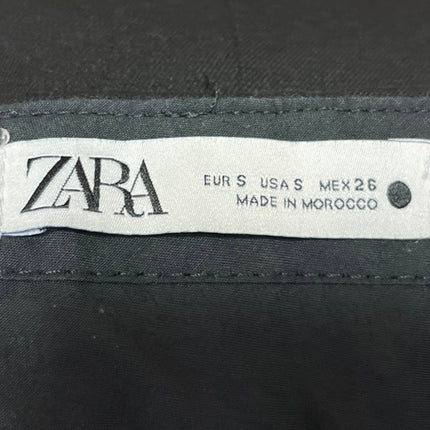 ZARA
EUR S USA S MEX 26
MADE IN MOROCCO